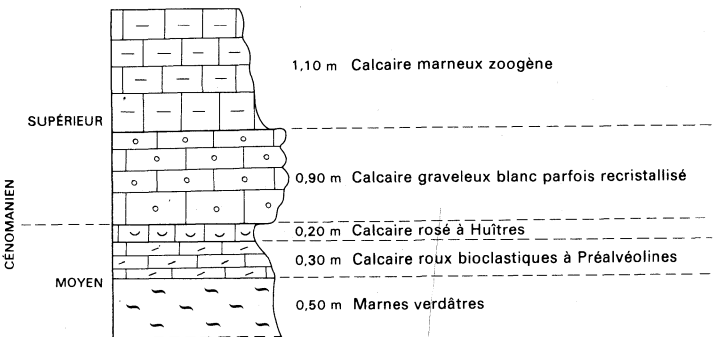 1,10 m Calcaire marneux zoogène
SUPÉRIEUR
0,90 m Calcaire graveleux blanc parfois recristallisé
CÉNOMANIEN
0,20 m Calcaire rosé à Huîtres
0,30 m Calcaire roux bioclastiques à Préalvéolines
MOYEN
0,50 m Marnes verdâtres